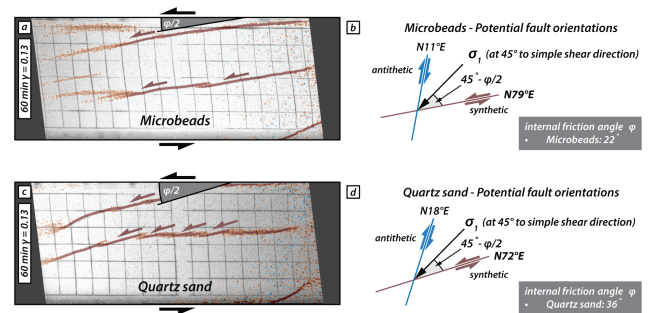 a
60 min γ = 0.13
φ/2
Microbeads
b
Microbeads - Potential fault orientations
N11°E
σ1 (at 45° to simple shear direction)
antithetic
45°- φ/2
N79°E
synthetic
internal friction angle φ
• Microbeads: 22°
c
60 min γ = 0.13
φ/2
Quartz sand
d
Quartz sand - Potential fault orientations
N18°E
σ1 (at 45° to simple shear direction)
antithetic
45°- φ/2
N72°E
synthetic
internal friction angle φ
• Quartz sand: 36°